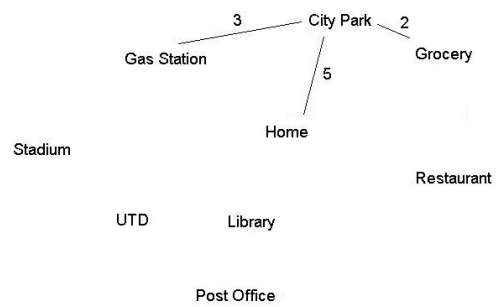 City Park
3
2
Gas Station
Grocery
5
Home
Stadium
Restaurant
UTD
Library
Post Office